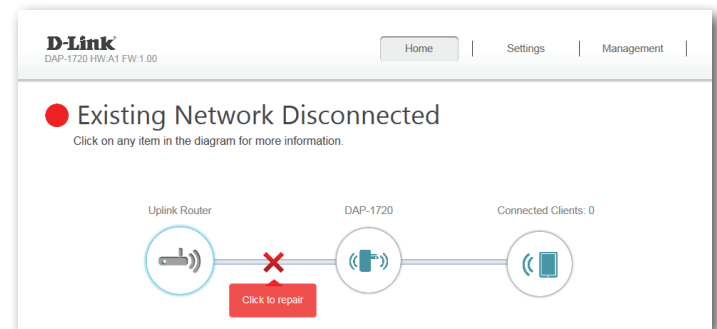 D-Link
DAP-1720 HW:A1 FW:1.00
Home
Settings
Management
Existing Network Disconnected
Click on any item in the diagram for more information.
Uplink Router
DAP-1720
Connected Clients: 0
Click to repair